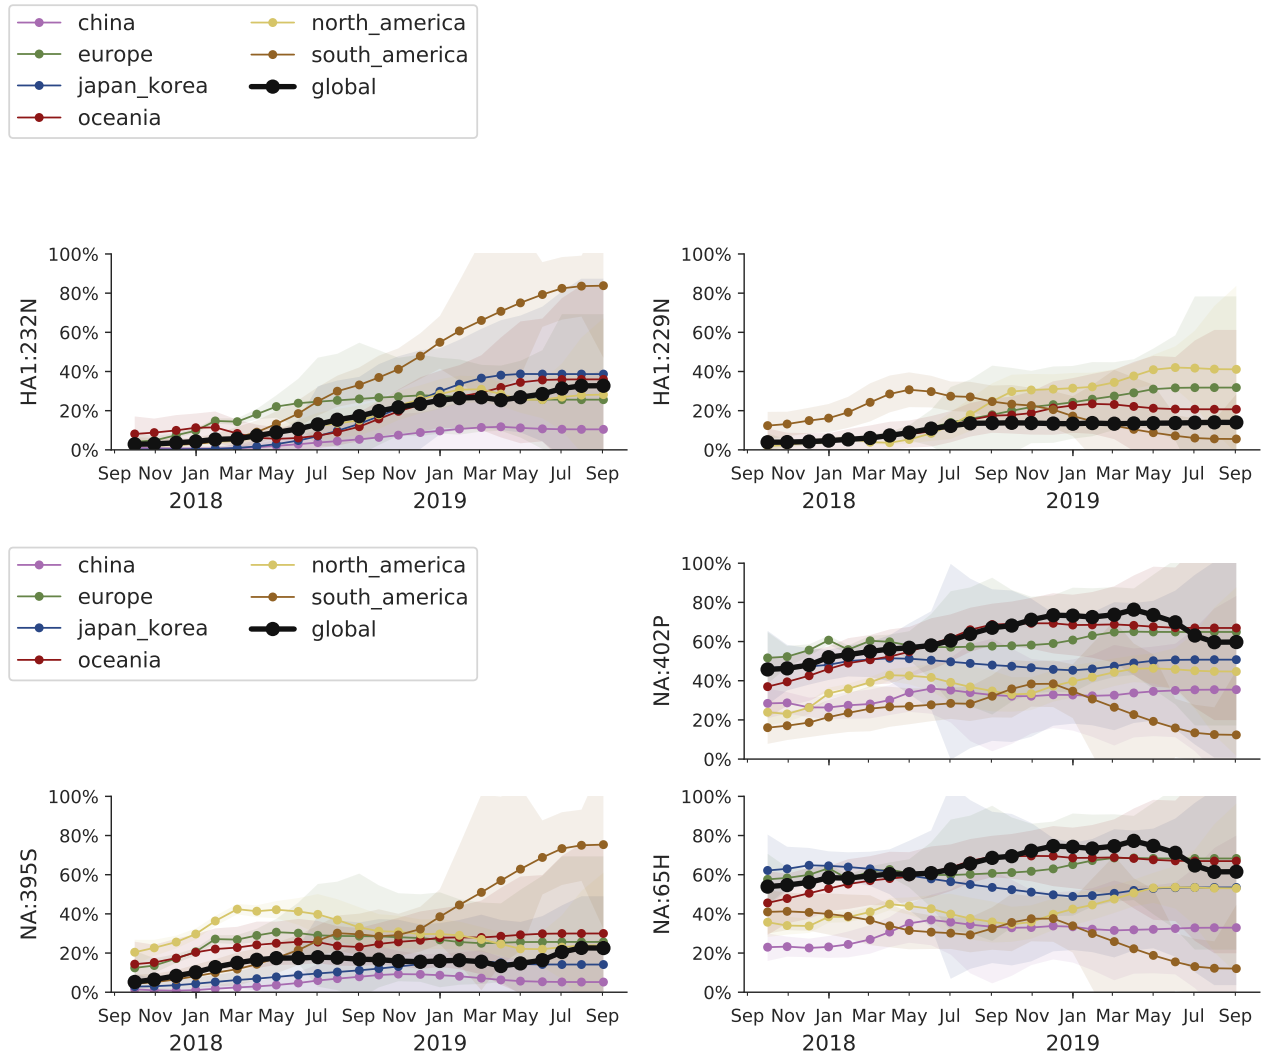 china
europe
japan_korea
oceania
north_america
south_america
global
HA1:232N
100%
80%
60%
40%
20%
0%
Sep Nov Jan Mar May Jul Sep Nov Jan Mar May Jul Sep
2018 2019
HA1:229N
100%
80%
60%
40%
20%
0%
Sep Nov Jan Mar May Jul Sep Nov Jan Mar May Jul Sep
2018 2019
china
europe
japan_korea
oceania
north_america
south_america
global
NA:402P
100%
80%
60%
40%
20%
0%
NA:395S
100%
80%
60%
40%
20%
0%
Sep Nov Jan Mar May Jul Sep Nov Jan Mar May Jul Sep
2018 2019
NA:65H
100%
80%
60%
40%
20%
0%
Sep Nov Jan Mar May Jul Sep Nov Jan Mar May Jul Sep
2018 2019